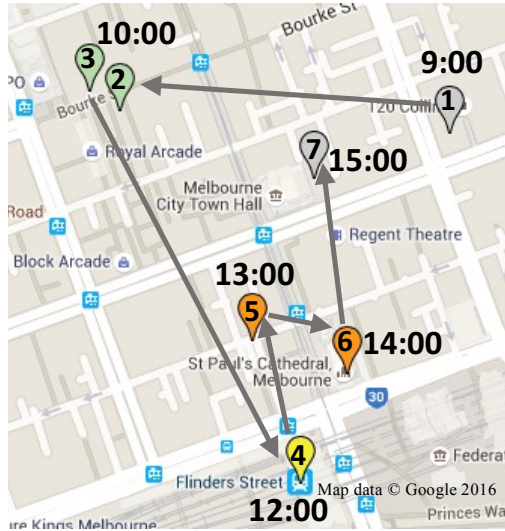 Bourke St
3
10:00
9:00
PO
2
Bourke S
120 Collin
1
Royal Arcade
7
15:00
Melbourne
City Town Hall
Road
Regent Theatre
Block Arcade
13:00
5
6
14:00
St Paul's Cathedral,
Melbourne
30
4
Federat
Flinders Street
Map data © Google 2016
12:00
ure Kings Melbourne
Princes Wa